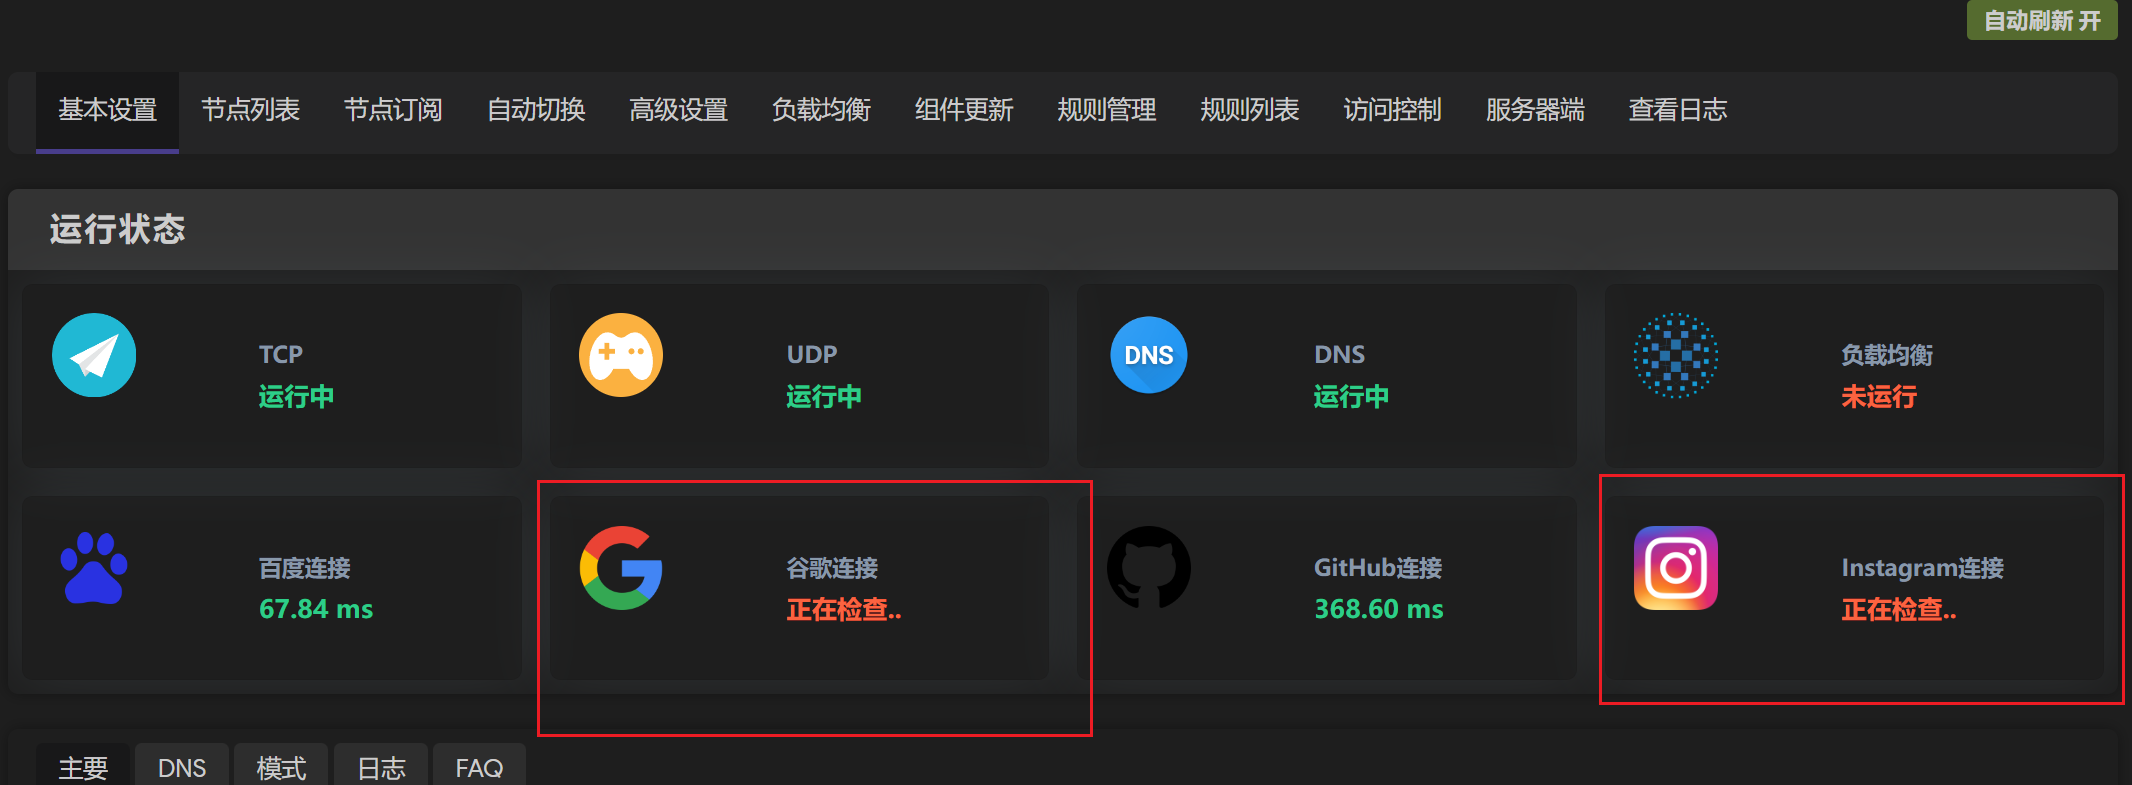 自动刷新 开
基本设置 节点列表 节点订阅 自动切换 高级设置 负载均衡 组件更新 规则管理 规则列表 访问控制 服务器端 查看日志
运行状态
TCP
运行中
UDP
运行中
DNS
DNS
运行中
负载均衡
未运行
百度连接
67.84 ms
谷歌连接
正在检查..
GitHub连接
368.60 ms
Instagram连接
正在检查..
主要 DNS 模式 日志 FAQ